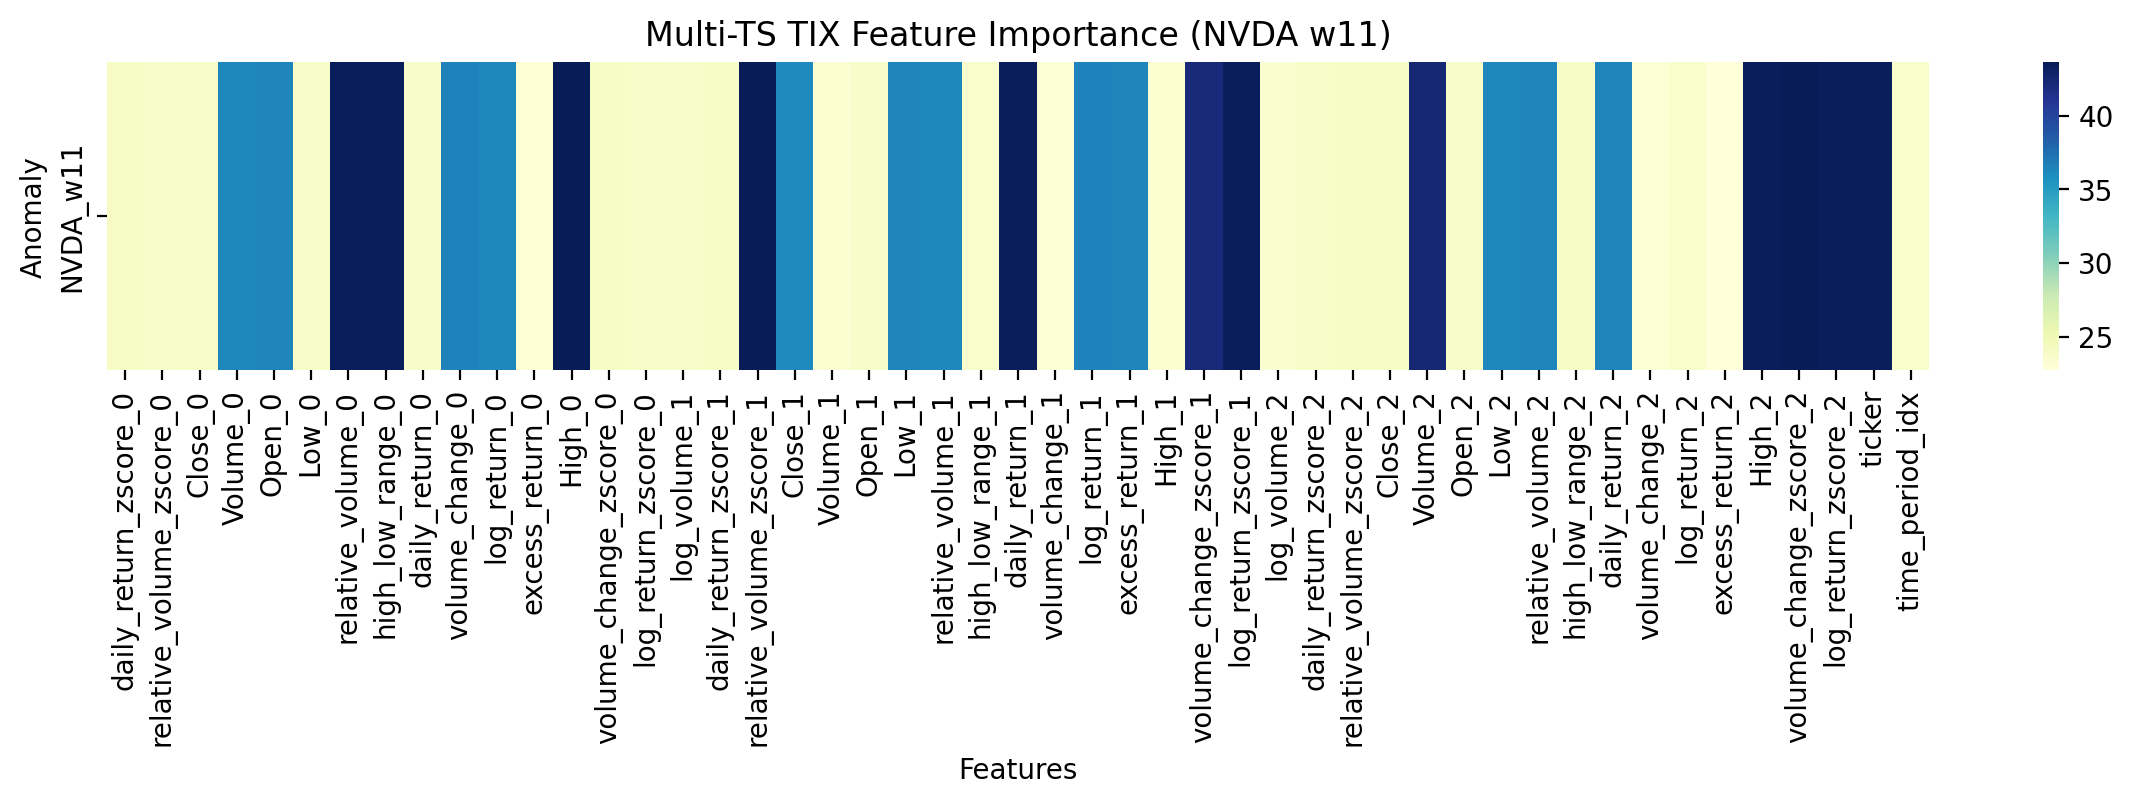 Multi-TS TIX Feature Importance (NVDA w11)
Anomaly
NVDA_w11
40
35
30
25
daily_return_zscore_0
relative_volume_zscore_0
Close_0
Volume_0
Open_0
Low_0
relative_volume_0
high_low_range_0
daily_return_0
volume_change_0
log_return_0
excess_return_0
High_0
volume_change_zscore_0
log_return_zscore_0
log_volume_1
daily_return_zscore_1
relative_volume_zscore_1
Close_1
Volume_1
Open_1
Low_1
relative_volume_1
high_low_range_1
daily_return_1
volume_change_1
log_return_1
excess_return_1
High_1
volume_change_zscore_1
log_return_zscore_1
log_volume_2
daily_return_zscore_2
relative_volume_zscore_2
Close_2
Volume_2
Open_2
Low_2
relative_volume_2
high_low_range_2
daily_return_2
volume_change_2
log_return_2
excess_return_2
High_2
volume_change_zscore_2
log_return_zscore_2
ticker
time_period_idx
Features